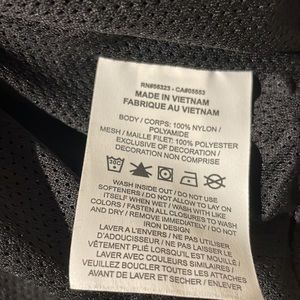 RN#56323 - CA#05553
MADE IN VIETNAM
FABRIQUE AU VIETNAM
BODY / CORPS: 100% NYLON /
POLYAMIDE
MESH / MAILLE FILET: 100% POLYESTER
EXCLUSIVE OF DECORATION /
DECORATION NON COMPRISE
WASH INSIDE OUT / DO NOT USE
SOFTENERS / DO NOT ALLOW TO LAY ON
ITSELF WHEN WET / WASH WITH LIKE
COLORS / FASTEN ALL CLOSURES TO WASH
AND DRY / REMOVE IMMEDIATELY / DO NOT
IRON DESIGN
LAVER A L'ENVERS / NE PAS UTILISER
D'ADOUCISSEUR / NE PAS LAISSER LE
VÊTEMENT PLIÉ LORSQU'EST MOUILLÉ /
LAVER AVEC COULEURS SIMILAIRES /
VEUILLEZ BOUCLER TOUTES LES ATTACHES
AVANT DE LAVER ET SECHER / ENLEVER